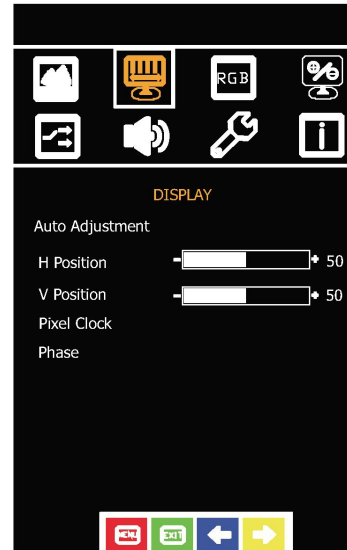 RGB
DISPLAY
Auto Adjustment
H Position - + 50
V Position - + 50
Pixel Clock
Phase
MENU EXIT